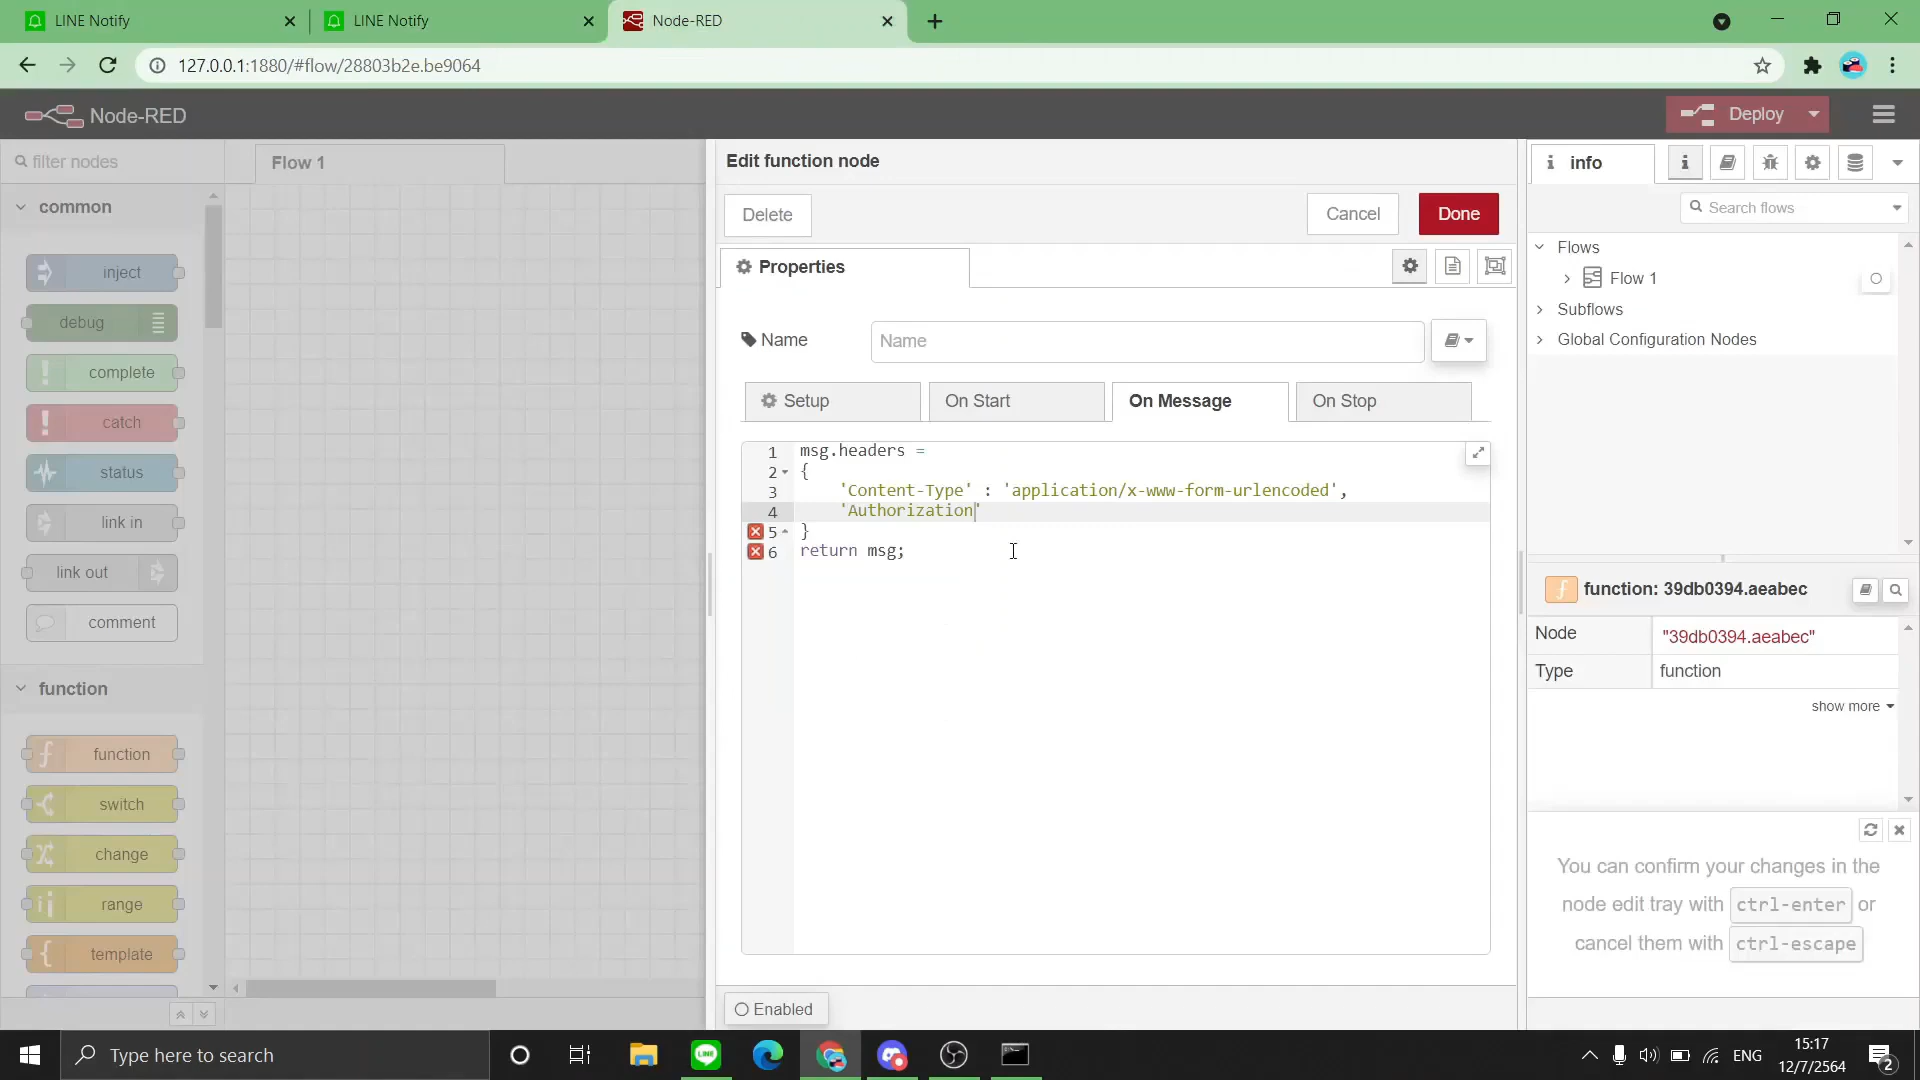 LINE Notify
LINE Notify
Node-RED
127.0.0.1:1880/#flow/28803b2e.be9064
Node-RED
Deploy
filter nodes
Flow 1
common
inject
debug
complete
catch
status
link in
link out
comment
function
function
switch
change
range
template
Edit function node
Delete
Cancel
Done
Properties
Name
Name
Setup
On Start
On Message
On Stop
1 msg.headers =
2 {
3 'Content-Type' : 'application/x-www-form-urlencoded',
4 'Authorization'
5 }
6 return msg;
Enabled
info
Search flows
Flows
Flow 1
Subflows
Global Configuration Nodes
function: 39db0394.aeabec
Node "39db0394.aeabec"
Type function
show more
You can confirm your changes in the
node edit tray with ctrl-enter or
cancel them with ctrl-escape
Type here to search
ENG
15:17
12/7/2564
2